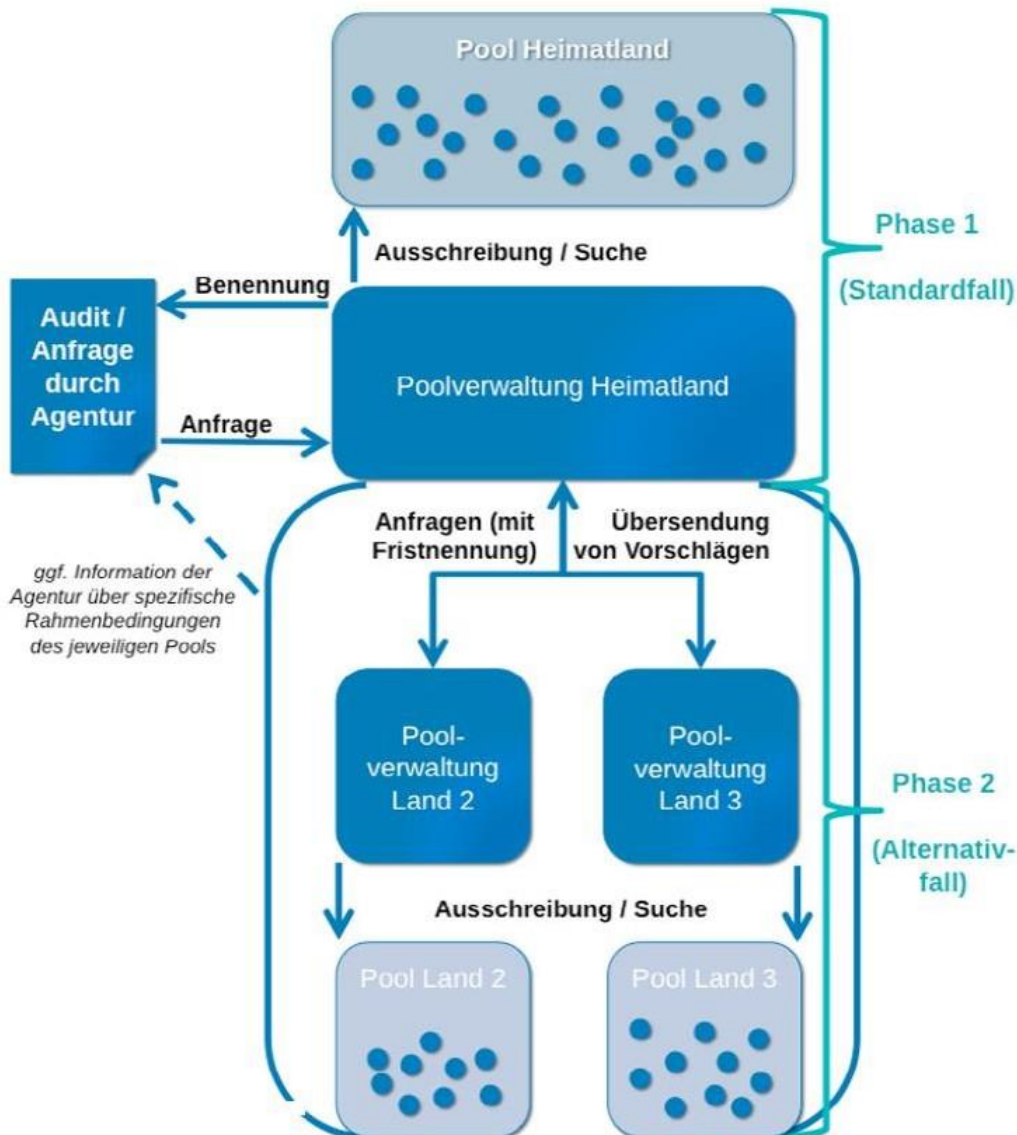 Pool Heimatland
Ausschreibung / Suche
Phase 1
(Standardfall)
Benennung
Audit /
Anfrage
durch
Agentur
Poolverwaltung Heimatland
Anfrage
Anfragen (mit
Fristnennung)
Übersendung
von Vorschlägen
ggf. Information der
Agentur über spezifische
Rahmenbedingungen
des jeweiligen Pools
Pool-
verwaltung
Land 2
Pool-
verwaltung
Land 3
Phase 2
(Alternativ-
fall)
Ausschreibung / Suche
Pool Land 2
Pool Land 3